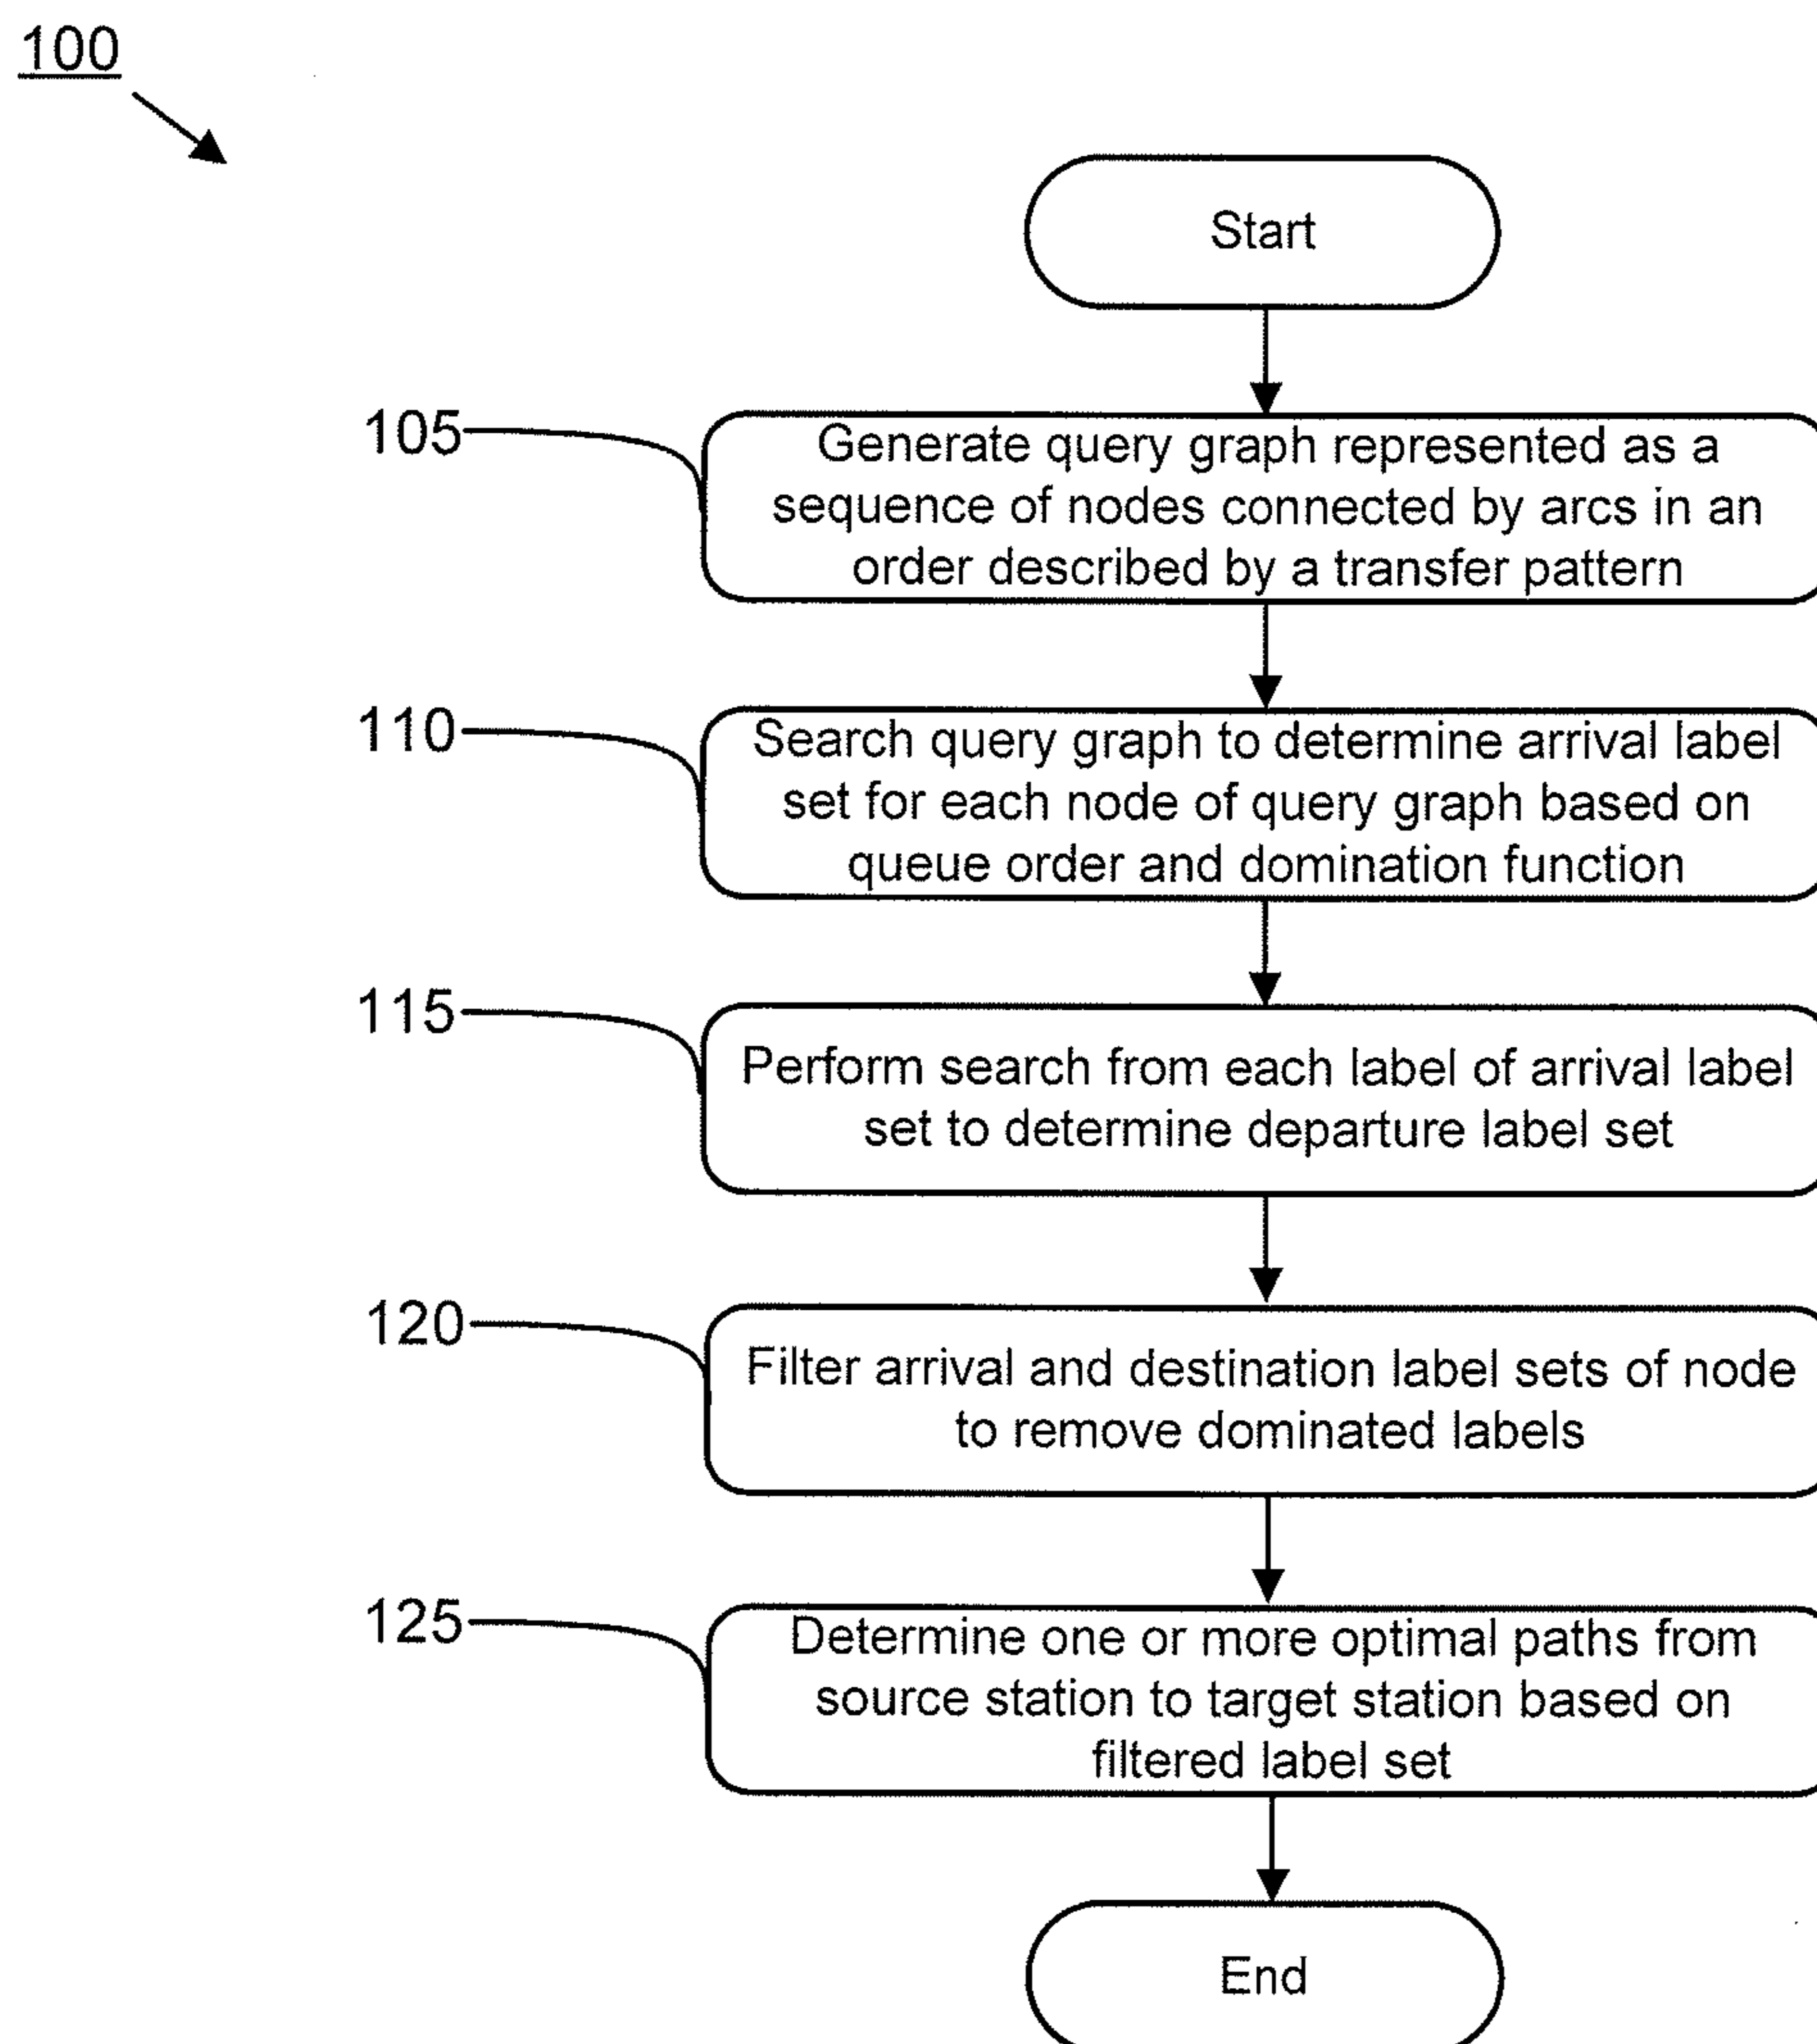 100
Start
105
Generate query graph represented as a
sequence of nodes connected by arcs in an
order described by a transfer pattern
110
Search query graph to determine arrival label
set for each node of query graph based on
queue order and domination function
115
Perform search from each label of arrival label
set to determine departure label set
120
Filter arrival and destination label sets of node
to remove dominated labels
125
Determine one or more optimal paths from
source station to target station based on
filtered label set
End